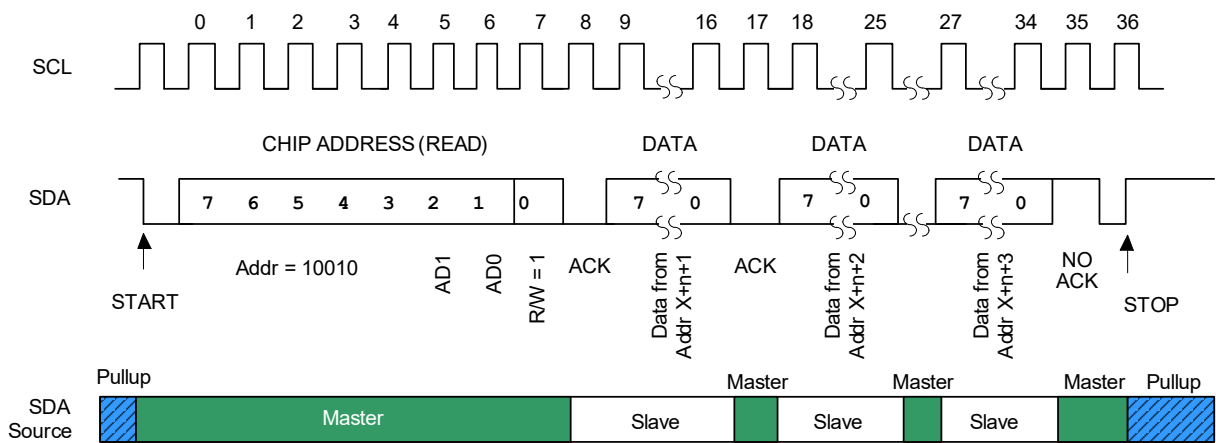 0 1 2 3 4 5 6 7 8 9 16 17 18 25 27 34 35 36
SCL
CHIP ADDRESS (READ) DATA DATA DATA
SDA
7 6 5 4 3 2 1 0 7 0 7 0 7 0
START
Addr = 10010
AD1
AD0
R/W = 1
ACK
Data from
Addr X+n+1
ACK
Data from
Addr X+n+2
Data from
Addr X+n+3
NO
ACK
STOP
Pullup Master Master Master Pullup
SDA
Source
Master Slave Slave Slave